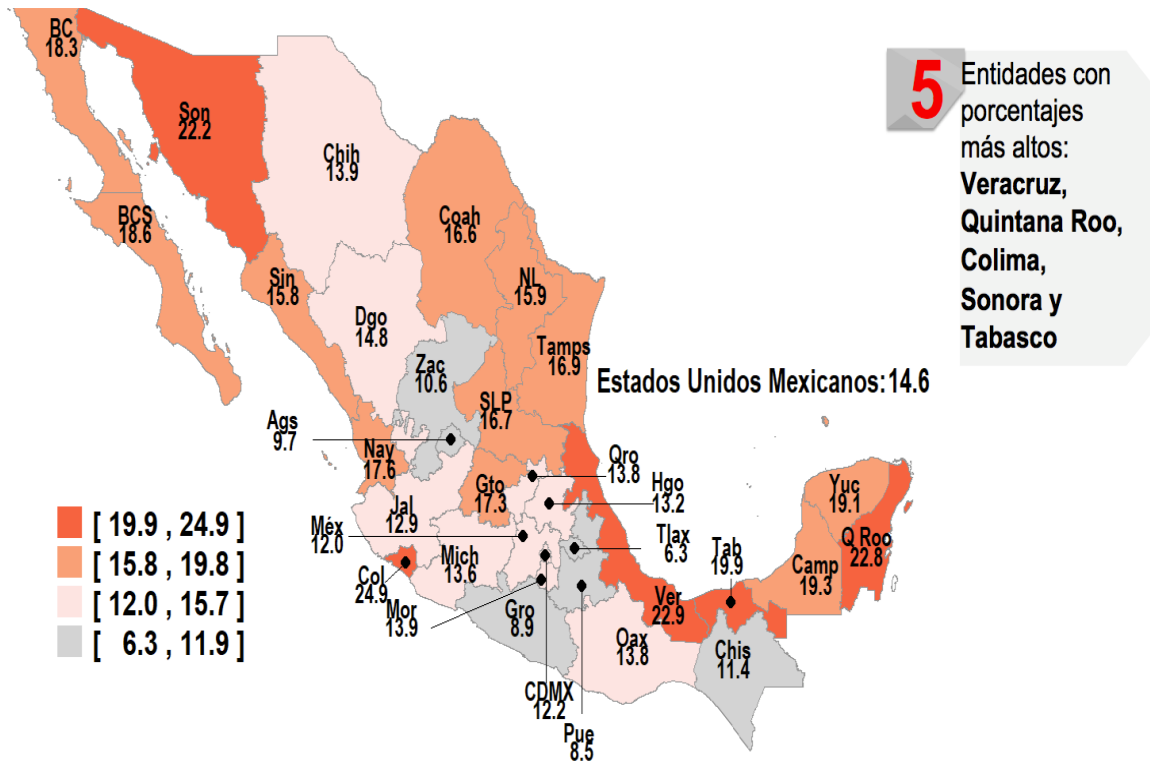 BC
18.3
Son
22.2
Chih
13.9
5
Entidades con
porcentajes
más altos:
Veracruz,
Quintana Roo,
Colima,
Sonora y
Tabasco
BCS
18.6
Coah
16.6
Sin
15.8
NL
15.9
Dgo
14.8
Tamps
16.9
Zac
10.6
Estados Unidos Mexicanos:14.6
SLP
16.7
Ags
9.7
Nay
17.6
Gto
17.3
Qro
13.8
Hgo
13.2
Yuc
19.1
Jal
12.9
Méx
12.0
Mich
13.6
Tlax
6.3
Tab
19.9
Q Roo
22.8
Camp
19.3
Col
24.9
Mor
13.9
Gro
8.9
Ver
22.9
Oax
13.8
Chis
11.4
CDMX
12.2
Pue
8.5
[ 19.9 , 24.9 ]
[ 15.8 , 19.8 ]
[ 12.0 , 15.7 ]
[ 6.3 , 11.9 ]